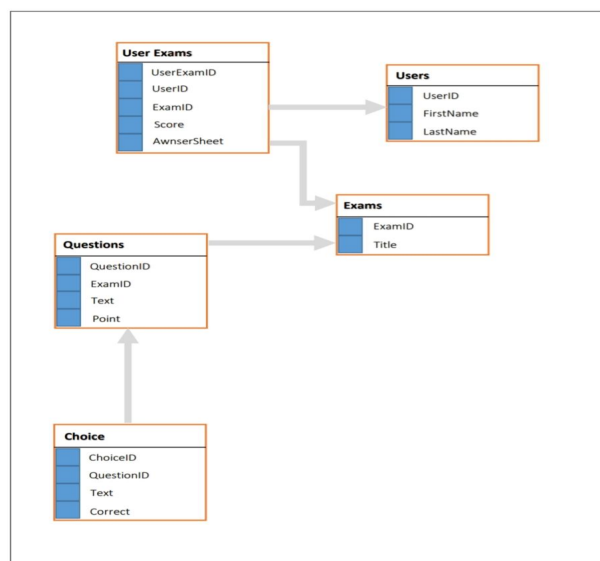 User Exams
UserExamID
UserID
ExamID
Score
AwnserSheet
Users
UserID
FirstName
LastName
Exams
ExamID
Title
Questions
QuestionID
ExamID
Text
Point
Choice
ChoiceID
QuestionID
Text
Correct